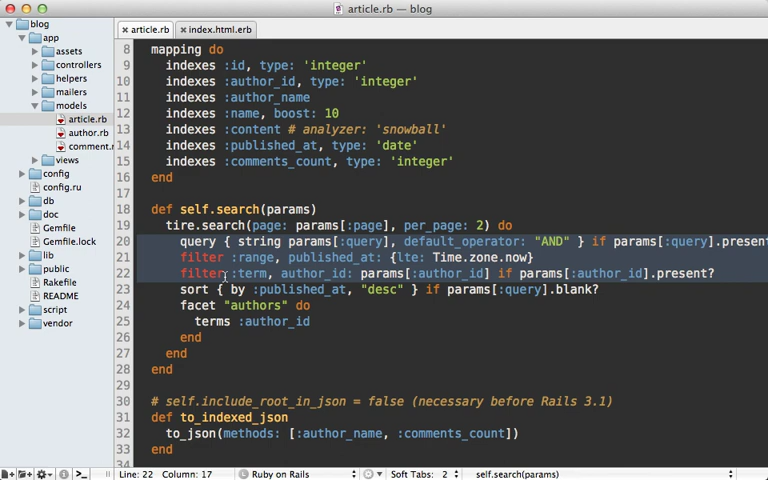 article.rb — blog
blog
app
assets
controllers
helpers
mailers
models
article.rb
author.rb
comment.r
views
config
config.ru
db
doc
Gemfile
Gemfile.lock
lib
public
Rakefile
README
script
vendor
article.rb
index.html.erb
8 mapping do
9 indexes :id, type: 'integer'
10 indexes :author_id, type: 'integer'
11 indexes :author_name
12 indexes :name, boost: 10
13 indexes :content # analyzer: 'snowball'
14 indexes :published_at, type: 'date'
15 indexes :comments_count, type: 'integer'
16 end
17
18 def self.search(params)
19 tire.search(page: params[:page], per_page: 2) do
20 query { string params[:query], default_operator: "AND" } if params[:query].present
21 filter :range, published_at: {lte: Time.zone.now}
22 filter :term, author_id: params[:author_id] if params[:author_id].present?
23 sort { by :published_at, "desc" } if params[:query].blank?
24 facet "authors" do
25 terms :author_id
26 end
27 end
28 end
29
30 # self.include_root_in_json = false (necessary before Rails 3.1)
31 def to_indexed_json
32 to_json(methods: [:author_name, :comments_count])
33 end
34
Line: 22 Column: 17 Ruby on Rails Soft Tabs: 2 self.search(params)